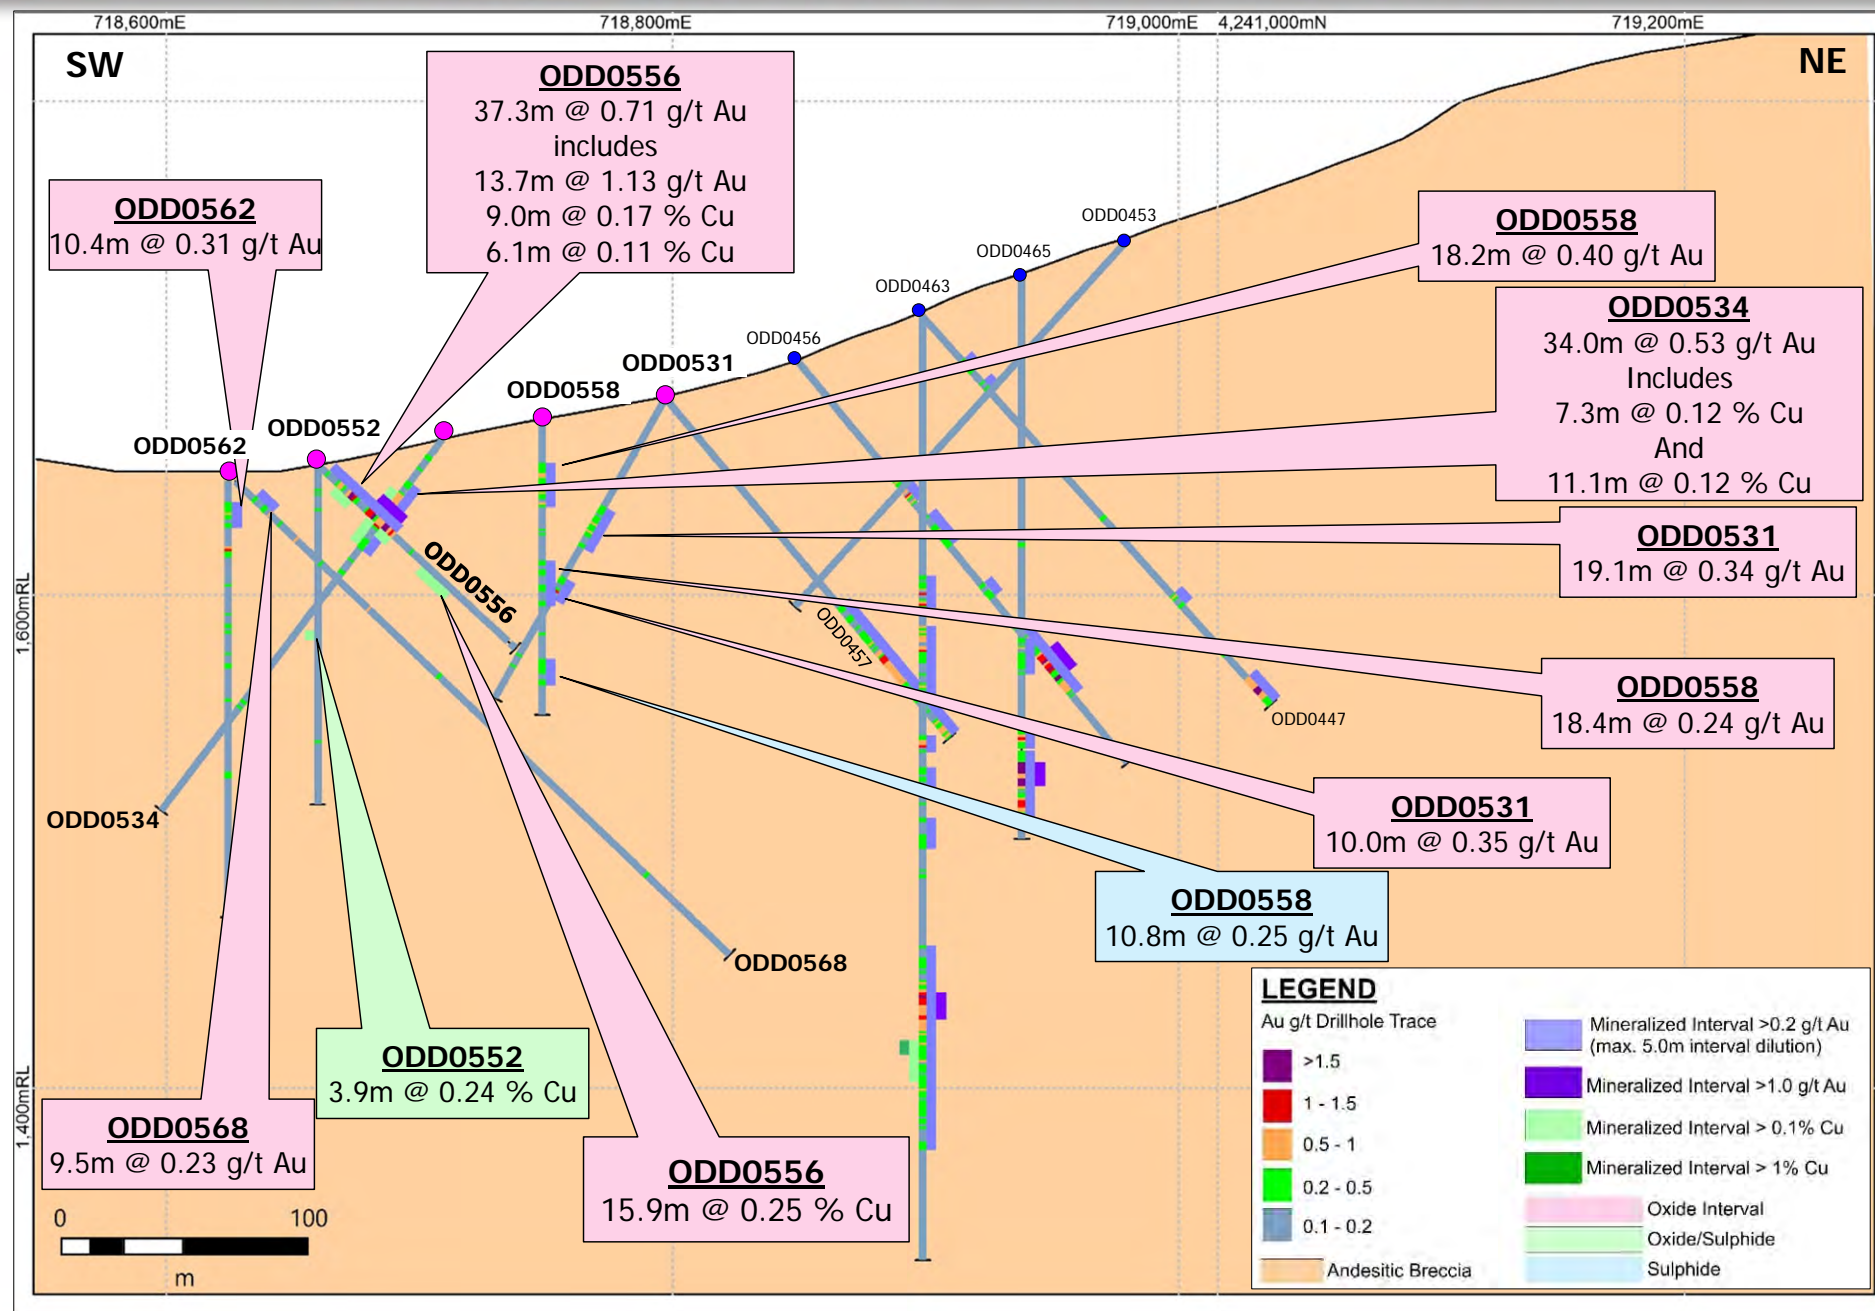 718,600mE
718,800mE
719,000mE
4,241,000mN
719,200mE
SW
NE
ODD0556
37.3m @ 0.71 g/t Au
includes
13.7m @ 1.13 g/t Au
9.0m @ 0.17 % Cu
6.1m @ 0.11 % Cu
ODD0562
10.4m @ 0.31 g/t Au
ODD0558
18.2m @ 0.40 g/t Au
ODD0453
ODD0465
ODD0463
ODD0456
ODD0534
34.0m @ 0.53 g/t Au
Includes
7.3m @ 0.12 % Cu
And
11.1m @ 0.12 % Cu
ODD0531
ODD0558
ODD0552
ODD0562
ODD0531
19.1m @ 0.34 g/t Au
ODD0556
1,600mRL
ODD0457
ODD0447
ODD0558
18.4m @ 0.24 g/t Au
ODD0534
ODD0531
10.0m @ 0.35 g/t Au
ODD0558
10.8m @ 0.25 g/t Au
ODD0568
ODD0552
3.9m @ 0.24 % Cu
1,400mRL
ODD0568
9.5m @ 0.23 g/t Au
ODD0556
15.9m @ 0.25 % Cu
0
100
m
LEGEND
Au g/t Drillhole Trace
>1.5
1 - 1.5
0.5 - 1
0.2 - 0.5
0.1 - 0.2
Andesitic Breccia
Mineralized Interval >0.2 g/t Au
(max. 5.0m interval dilution)
Mineralized Interval >1.0 g/t Au
Mineralized Interval > 0.1% Cu
Mineralized Interval > 1% Cu
Oxide Interval
Oxide/Sulphide
Sulphide